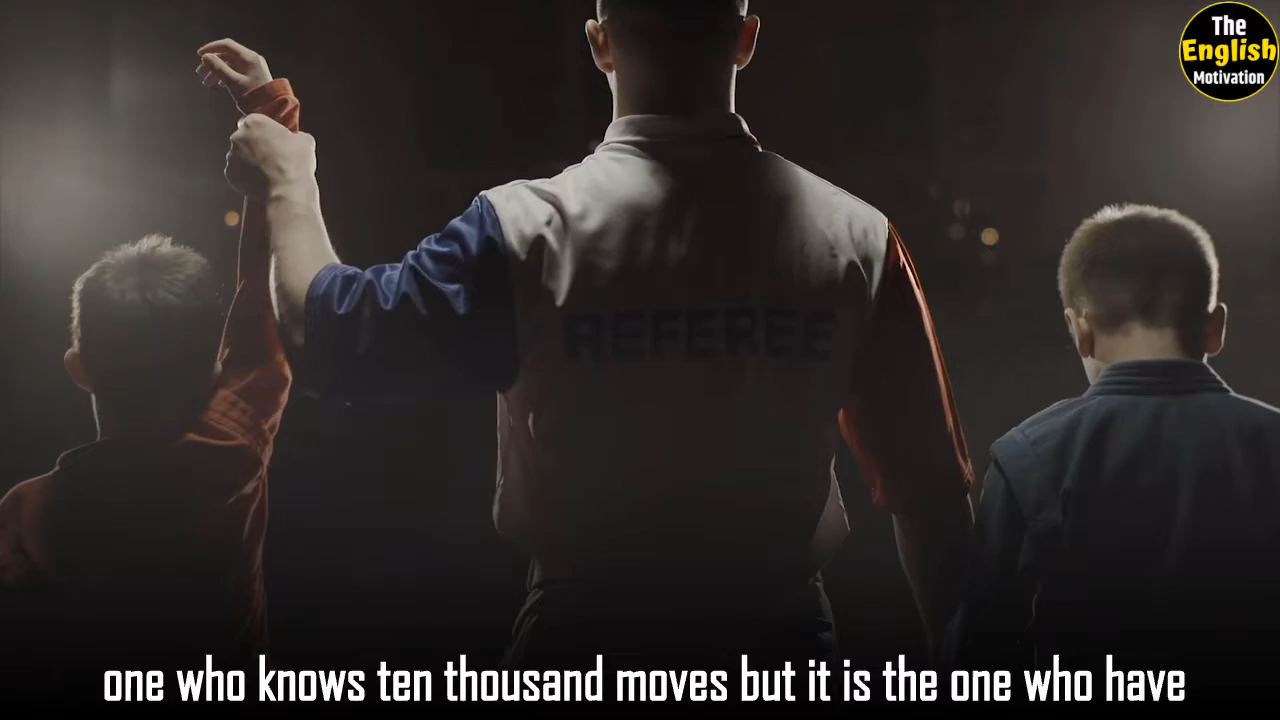 The
English
Motivation
REFEREE
one who knows ten thousand moves but it is the one who have